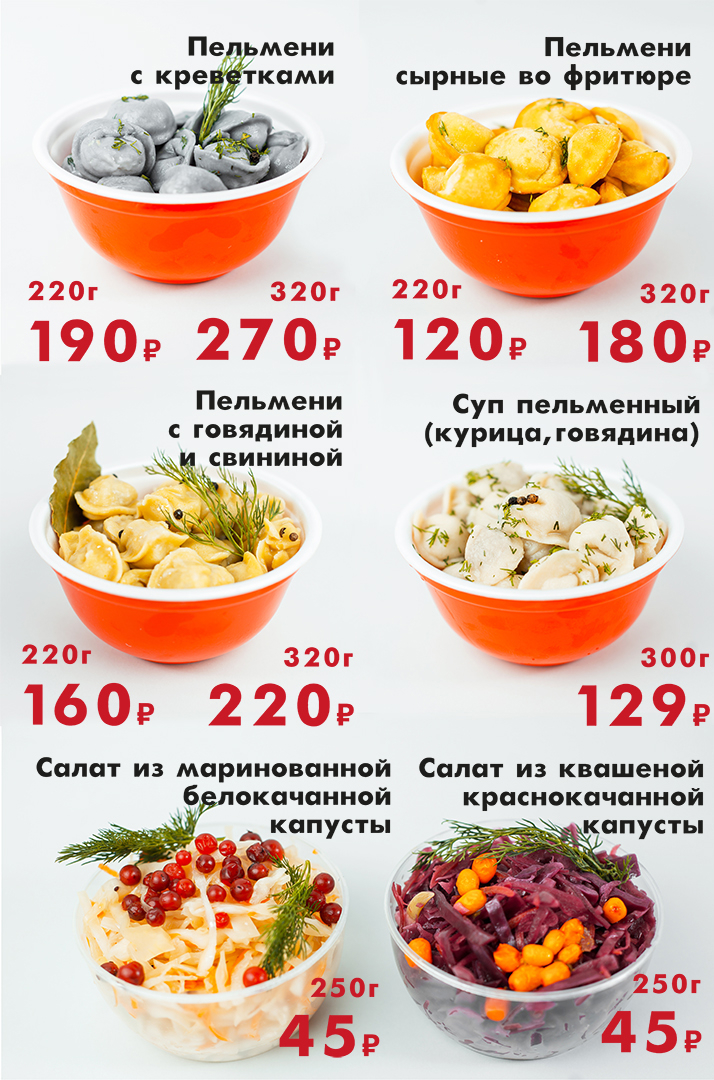 Пельмени
с креветками
220г
320г
190₽
270₽
Пельмени
сырные во фритюре
220г
320г
120₽
180₽
Пельмени
с говядиной
и свининой
220г
320г
160₽
220₽
Суп пельменный
(курица,говядина)
300г
129₽
Салат из маринованной
белокачанной
капусты
250г
45₽
Салат из квашеной
краснокачанной
капусты
250г
45₽